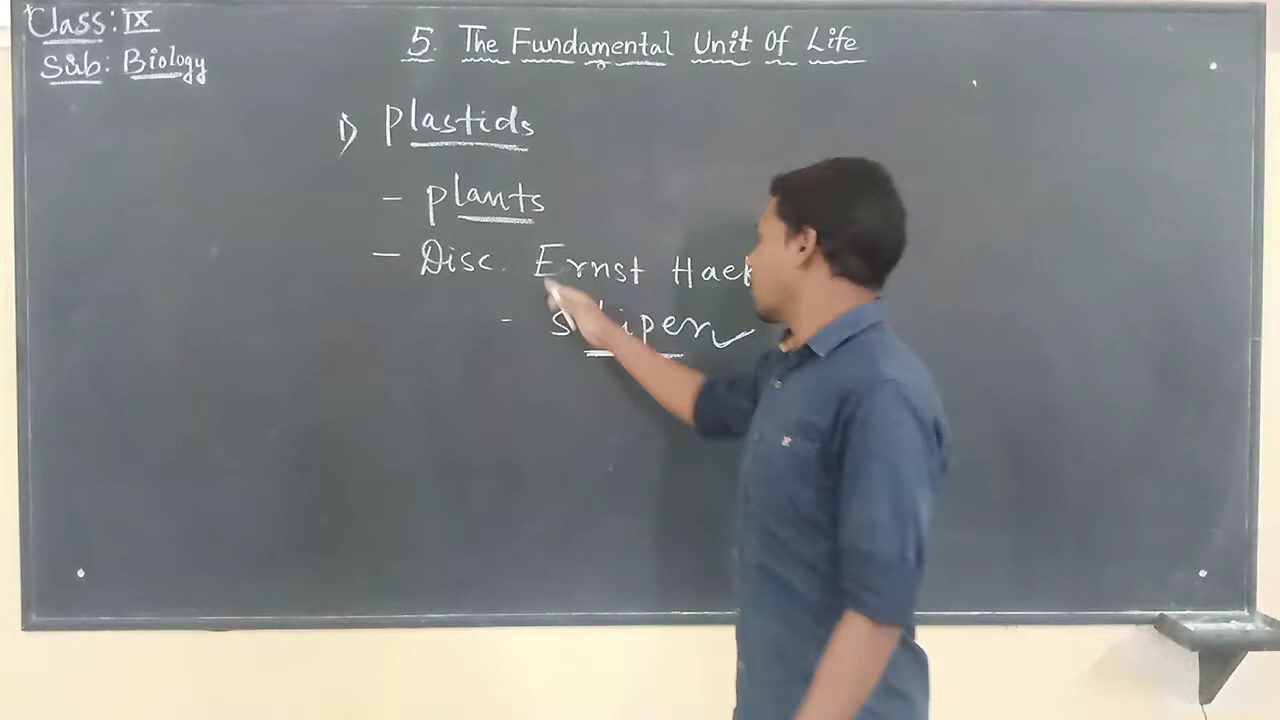 Class: IX
Sub: Biology
5. The Fundamental Unit Of Life
1) Plastids
- Plants
- Disc. Ernst